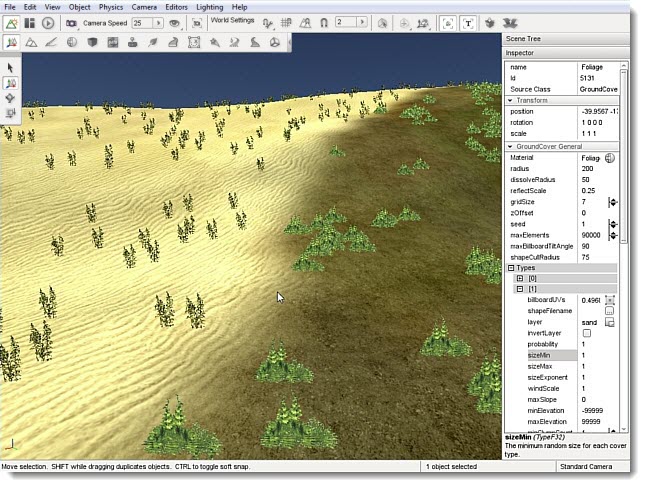 File Edit View Object Physics Camera Editors Lighting Help
Camera Speed 25 World Settings 2
Scene Tree
Inspector
name Foliage
Id 5131
Source Class GroundCove
Transform
position -39.9567 -1
rotation 1 0 0 0
scale 1 1 1
GroundCover General
Material Foliag
radius 200
dissolveRadius 50
reflectScale 0.25
gridSize 7
zOffset 0
seed 1
maxElements 90000
maxBillboardTiltAngle 90
shapeCullRadius 75
Types
[0]
[1]
billboardUVs 0.496
shapeFilename
layer sand
invertLayer
probability 1
sizeMin 1
sizeMax 1
sizeExponent 1
windScale 1
maxSlope 0
minElevation -99999
maxElevation 99999
sizeMin (TypeF32)
The minimum random size for each cover
type.
Move selection. SHIFT while dragging duplicates objects. CTRL to toggle soft snap. 1 object selected Standard Camera